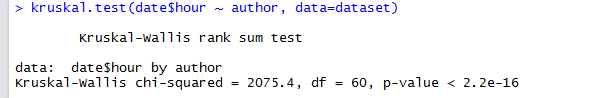 > kruskal.test(date$hour ~ author, data=dataset)
Kruskal-Wallis rank sum test
data:  date$hour by author
Kruskal-Wallis chi-squared = 2075.4, df = 60, p-value < 2.2e-16